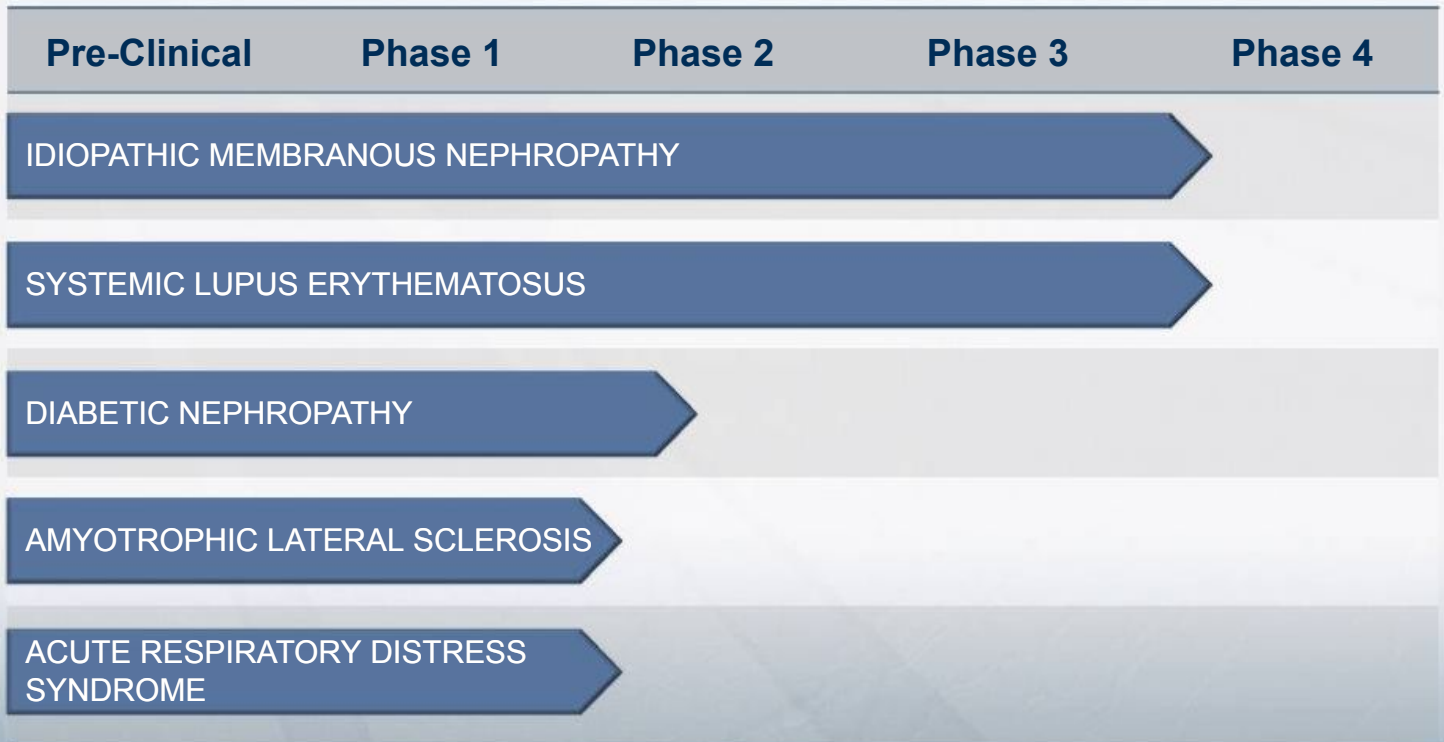 Pre-Clinical Phase 1 Phase 2 Phase 3 Phase 4
IDIOPATHIC MEMBRANOUS NEPHROPATHY
SYSTEMIC LUPUS ERYTHEMATOSUS
DIABETIC NEPHROPATHY
AMYOTROPHIC LATERAL SCLEROSIS
ACUTE RESPIRATORY DISTRESS
SYNDROME